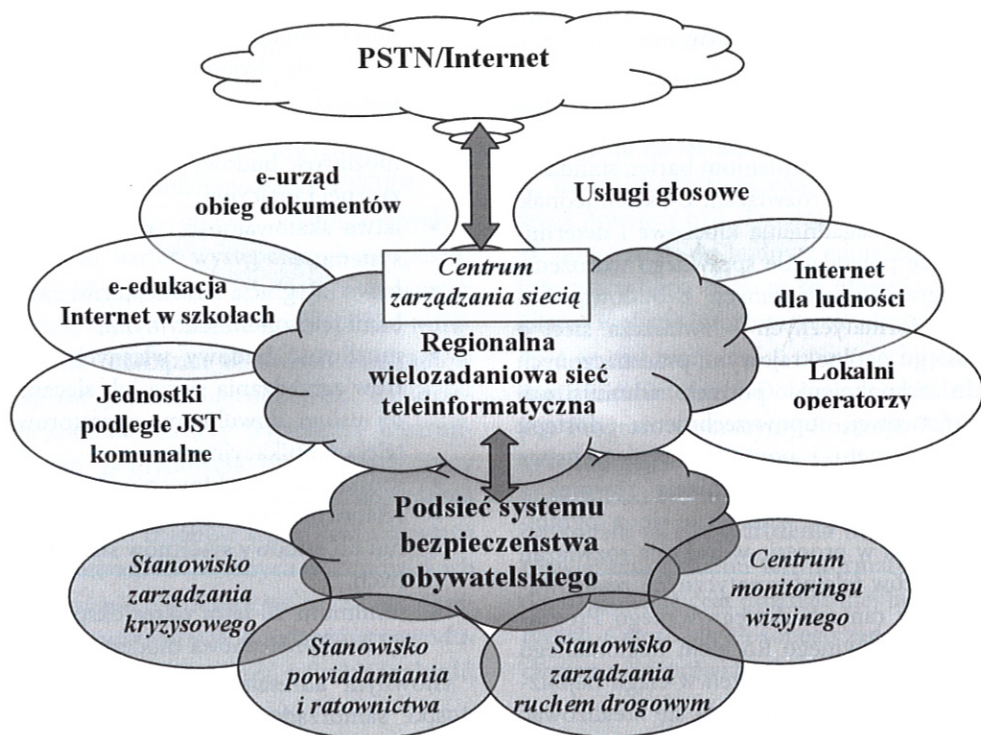 PSTN/Internet
e-urząd
obieg dokumentów
Usługi głosowe
e-edukacja
Internet w szkołach
Centrum
zarządzania siecią
Internet
dla ludności
Jednostki
podległe JST
komunalne
Regionalna
wielozadaniowa sieć
teleinformatyczna
Lokalni
operatorzy
Podsieć systemu
bezpieczeństwa
obywatelskiego
Stanowisko
zarządzania
kryzysowego
Centrum
monitoringu
wizyjnego
Stanowisko
powiadamiania
i ratownictwa
Stanowisko
zarządzania
ruchem drogowym